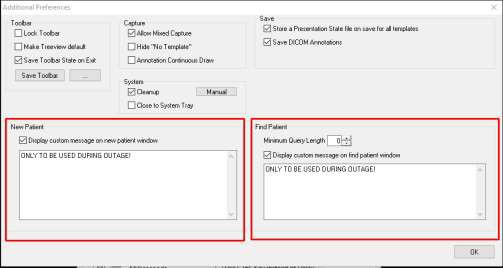 Additional Preferences
Toolbar
Lock Toolbar
Make Treeview default
Save Toolbar State on Exit
Save Toolbar
...
Capture
Allow Mixed Capture
Hide "No Template"
Annotation Continuous Draw
Save
Store a Presentation State file on save for all templates
Save DICOM Annotations
System
Cleanup
Manual
Close to System Tray
New Patient
Display custom message on new patient window
ONLY TO BE USED DURING OUTAGE!
Find Patient
Minimum Query Length
0
Display custom message on find patient window
ONLY TO BE USED DURING OUTAGE!
OK